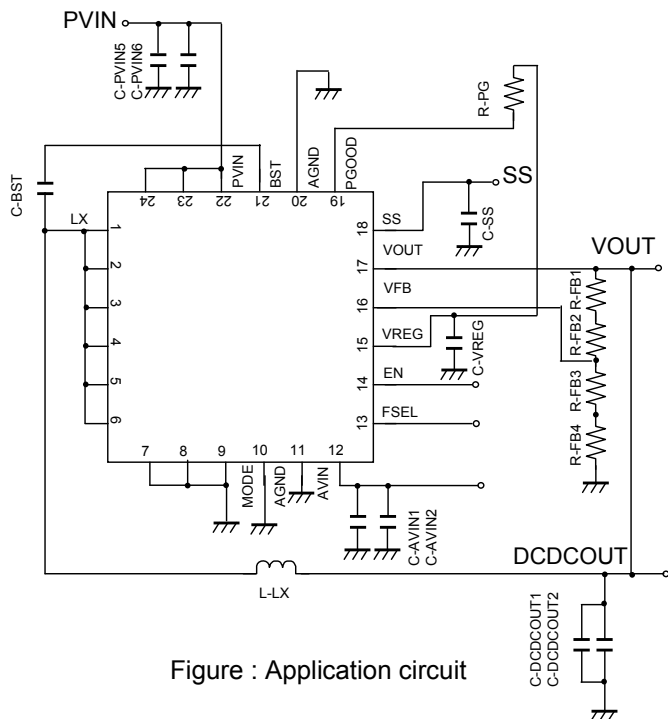 PVIN
C-PVIN5
C-PVIN6
R-PG
C-BST
PVIN
BST
AGND
PGOOD
24
23
22
21
20
19
LX
1
2
3
4
5
6
SS
18
SS
C-SS
VOUT
17
VOUT
VFB
16
R-FB1
R-FB2
VREG
15
C-VREG
EN
14
R-FB3
FSEL
13
R-FB4
7
8
9
10
11
12
MODE
AGND
AVIN
C-AVIN1
C-AVIN2
DCDCOUT
L-LX
C-DCDCOUT1
C-DCDCOUT2
Figure : Application circuit